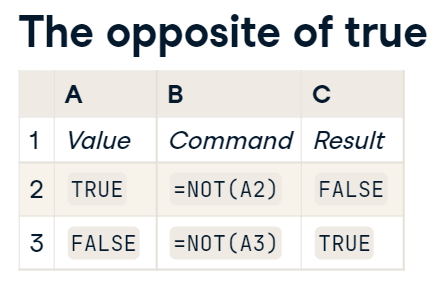 The opposite of true
A B C
1 Value Command Result
2 TRUE =NOT(A2) FALSE
3 FALSE =NOT(A3) TRUE